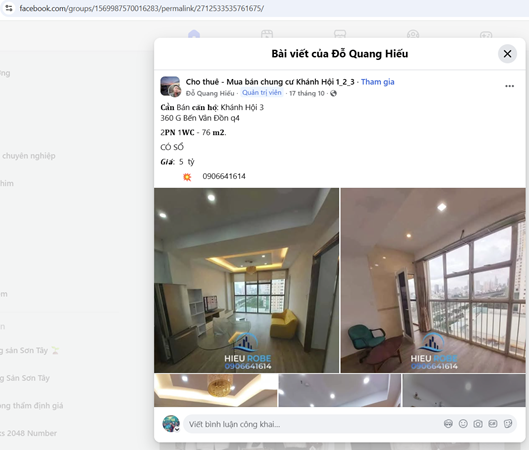 facebook.com/groups/1569987570016283/permalink/2712533535761675/
Bài viết của Đỗ Quang Hiếu
Cho thuê - Mua bán chung cư Khánh Hội 1_2_3 · Tham gia
Đỗ Quang Hiếu · Quản trị viên · 17 tháng 10 ·
Cần Bán căn hộ: Khánh Hội 3
360 G Bến Vân Đồn q4
2PN 1WC - 76 m2.
CÓ SỔ
Giá: 5 tỷ
0906641614
HIEU ROBE
0906641614
HIEU ROBE
0906641614
Viết bình luận công khai...
chuyên nghiệp
him
m
n
g sản Sơn Tây
g Sản Sơn Tây
ng thẩm định giá
ks 2048 Number